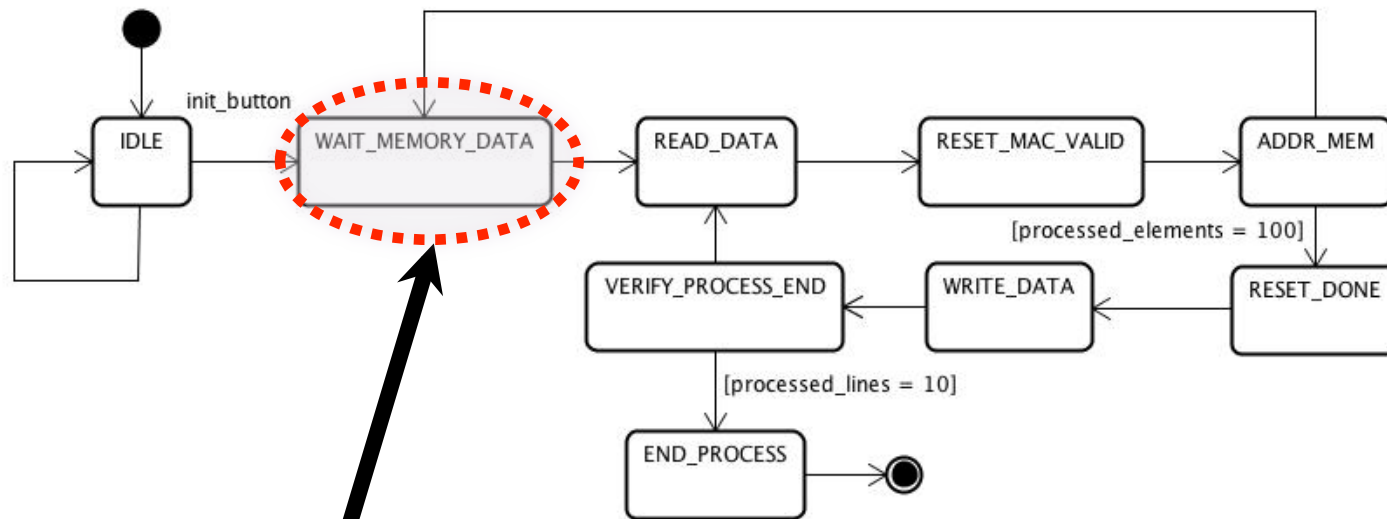 init_button
IDLE
WAIT_MEMORY_DATA
READ_DATA
RESET_MAC_VALID
ADDR_MEM
[processed_elements = 100]
VERIFY_PROCESS_END
WRITE_DATA
RESET_DONE
[processed_lines = 10]
END_PROCESS